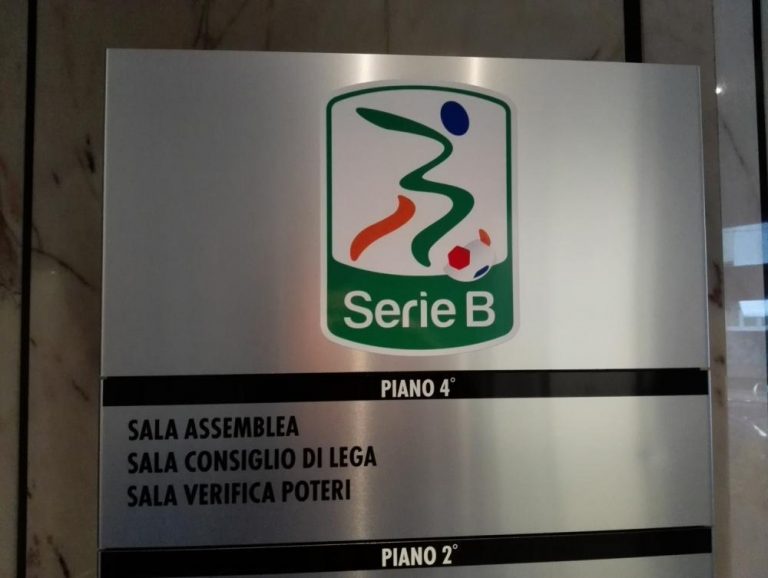 Serie B
PIANO 4°
SALA ASSEMBLEA
SALA CONSIGLIO DI LEGA
SALA VERIFICA POTERI
PIANO 2°